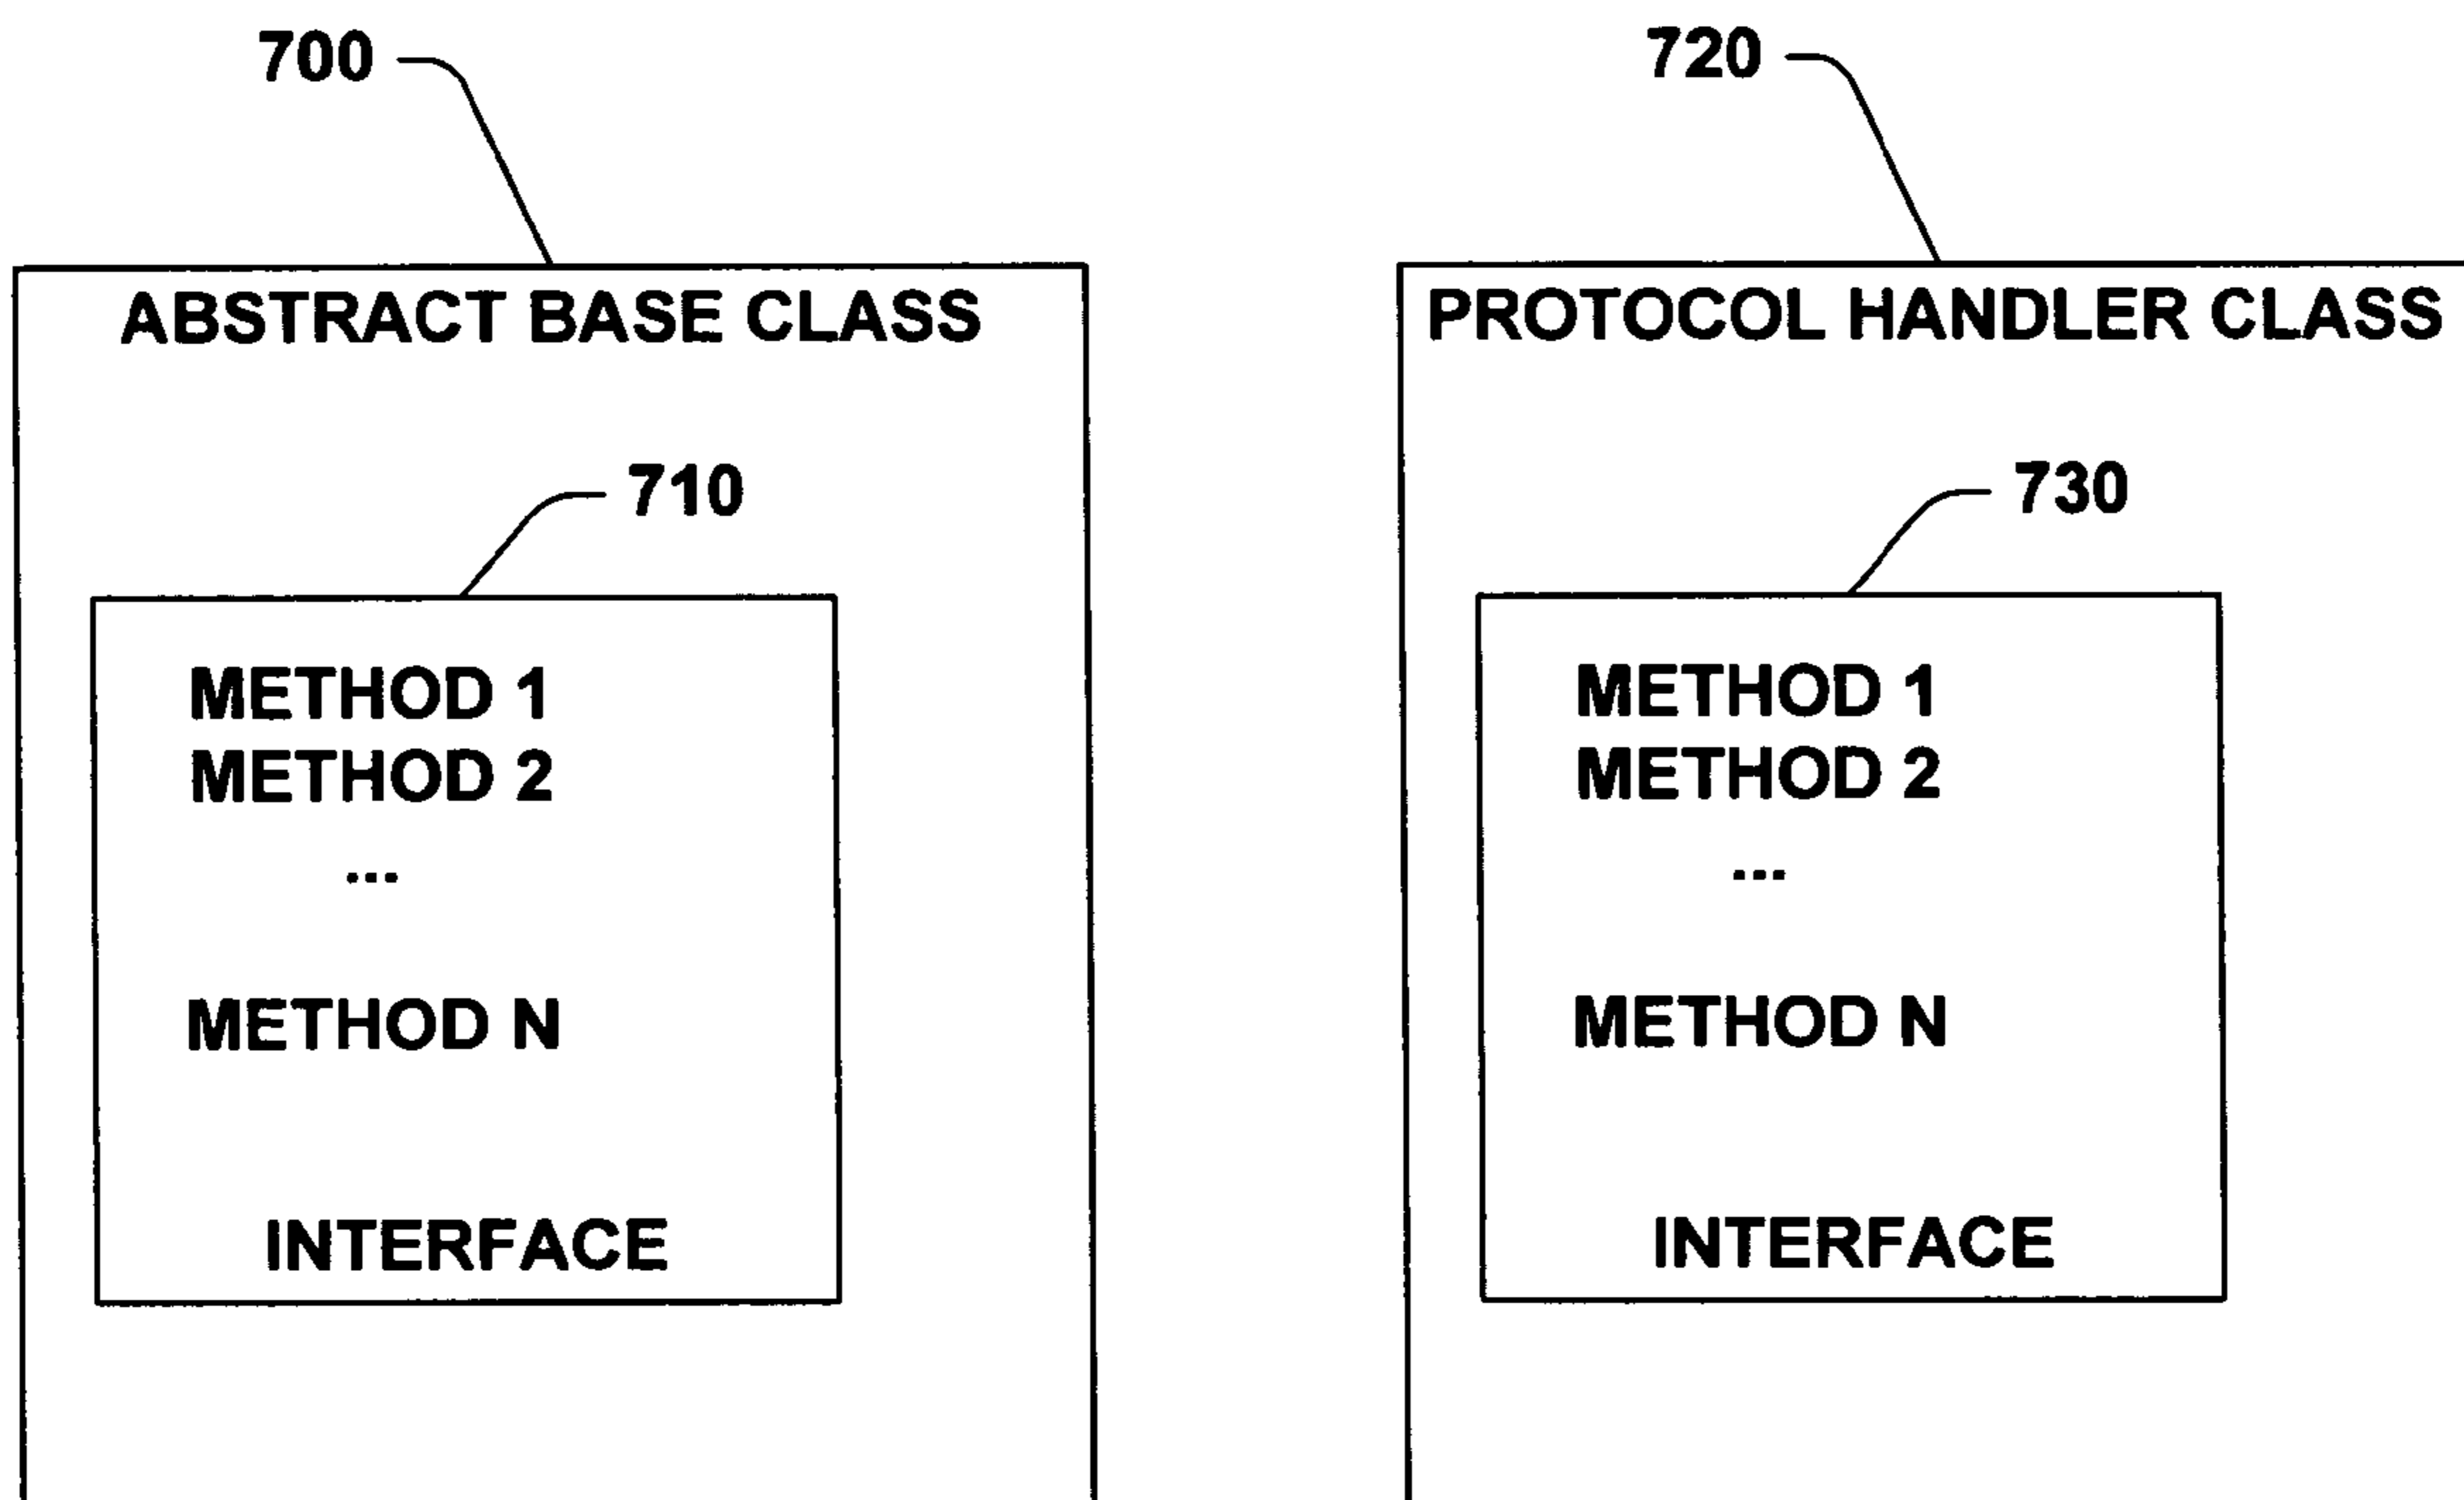 700
ABSTRACT BASE CLASS
710
METHOD 1
METHOD 2
...
METHOD N
INTERFACE
720
PROTOCOL HANDLER CLASS
730
METHOD 1
METHOD 2
...
METHOD N
INTERFACE